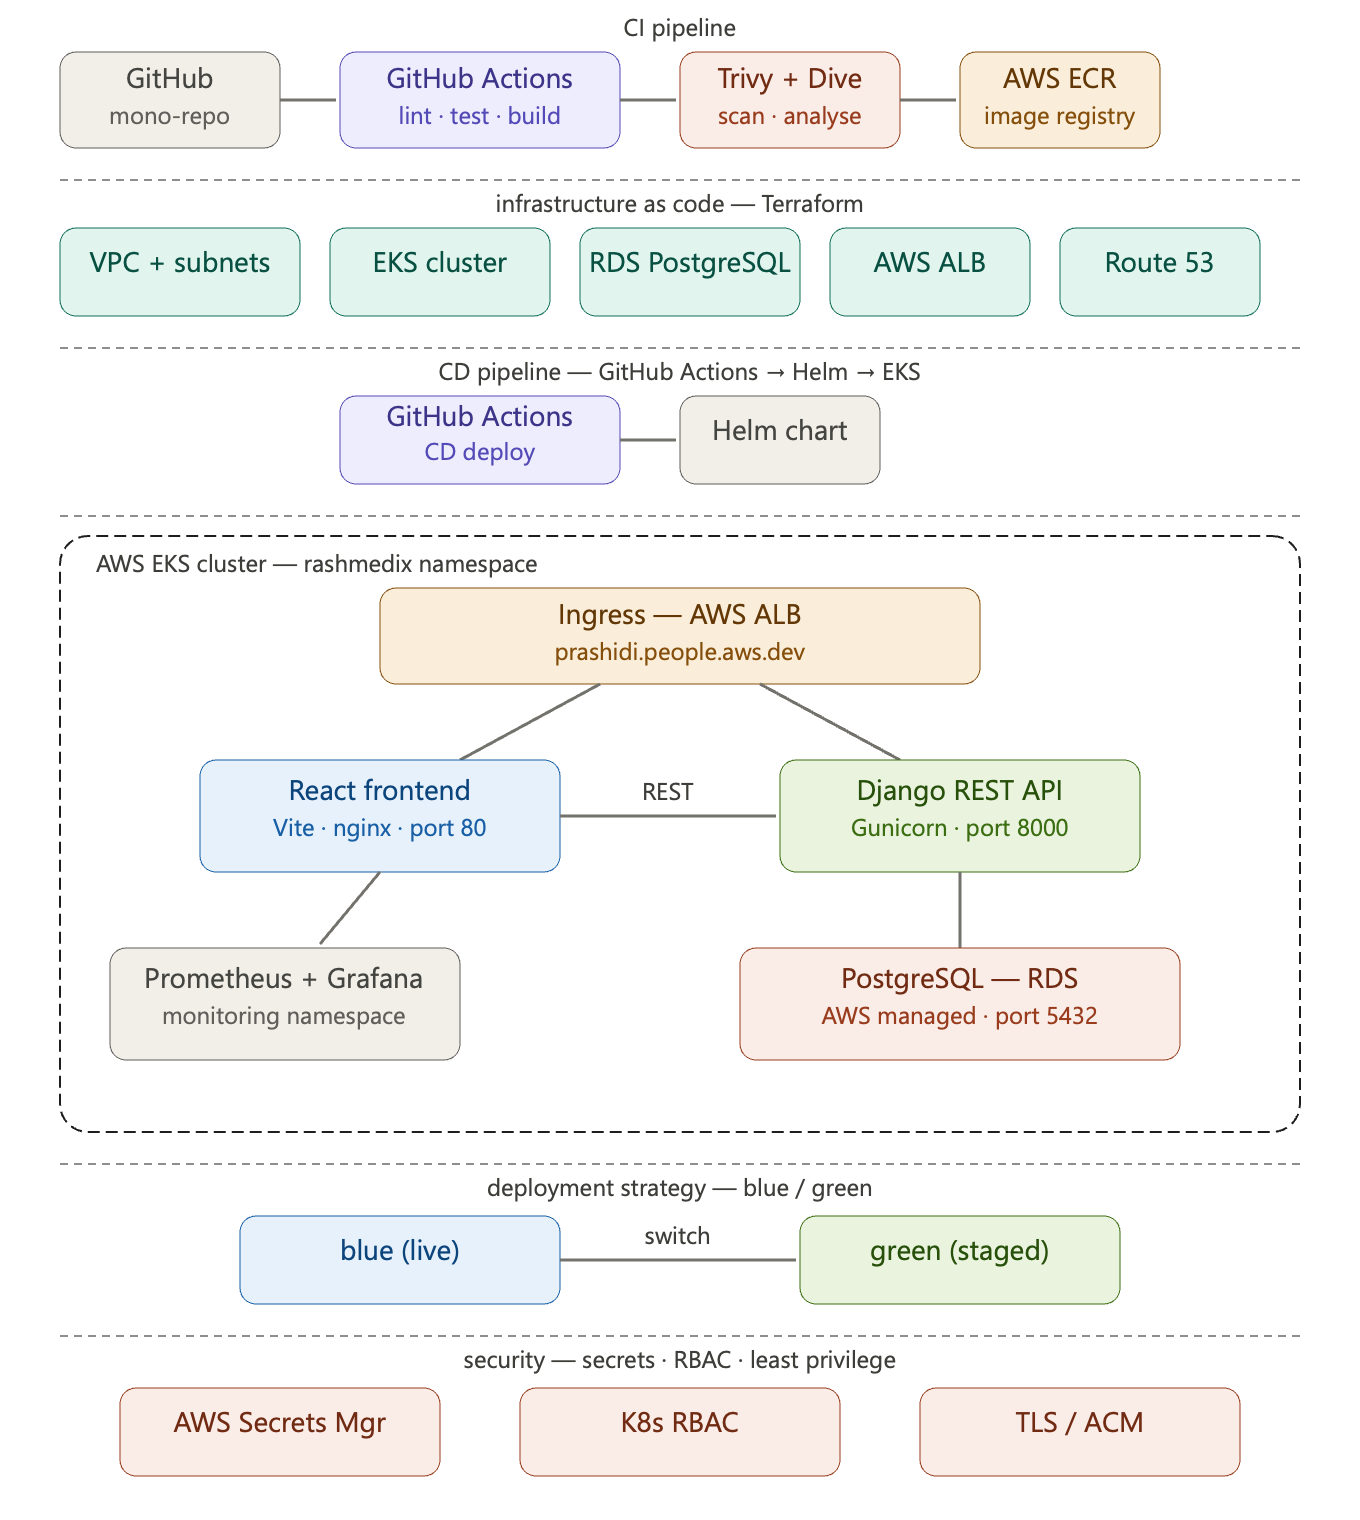 CI pipeline
GitHub
mono-repo
GitHub Actions
lint · test · build
Trivy + Dive
scan · analyse
AWS ECR
image registry
infrastructure as code — Terraform
VPC + subnets
EKS cluster
RDS PostgreSQL
AWS ALB
Route 53
CD pipeline — GitHub Actions → Helm → EKS
GitHub Actions
CD deploy
Helm chart
AWS EKS cluster — rashmedix namespace
Ingress — AWS ALB
prashidi.people.aws.dev
React frontend
Vite · nginx · port 80
REST
Django REST API
Gunicorn · port 8000
Prometheus + Grafana
monitoring namespace
PostgreSQL — RDS
AWS managed · port 5432
deployment strategy — blue / green
blue (live)
switch
green (staged)
security — secrets · RBAC · least privilege
AWS Secrets Mgr
K8s RBAC
TLS / ACM